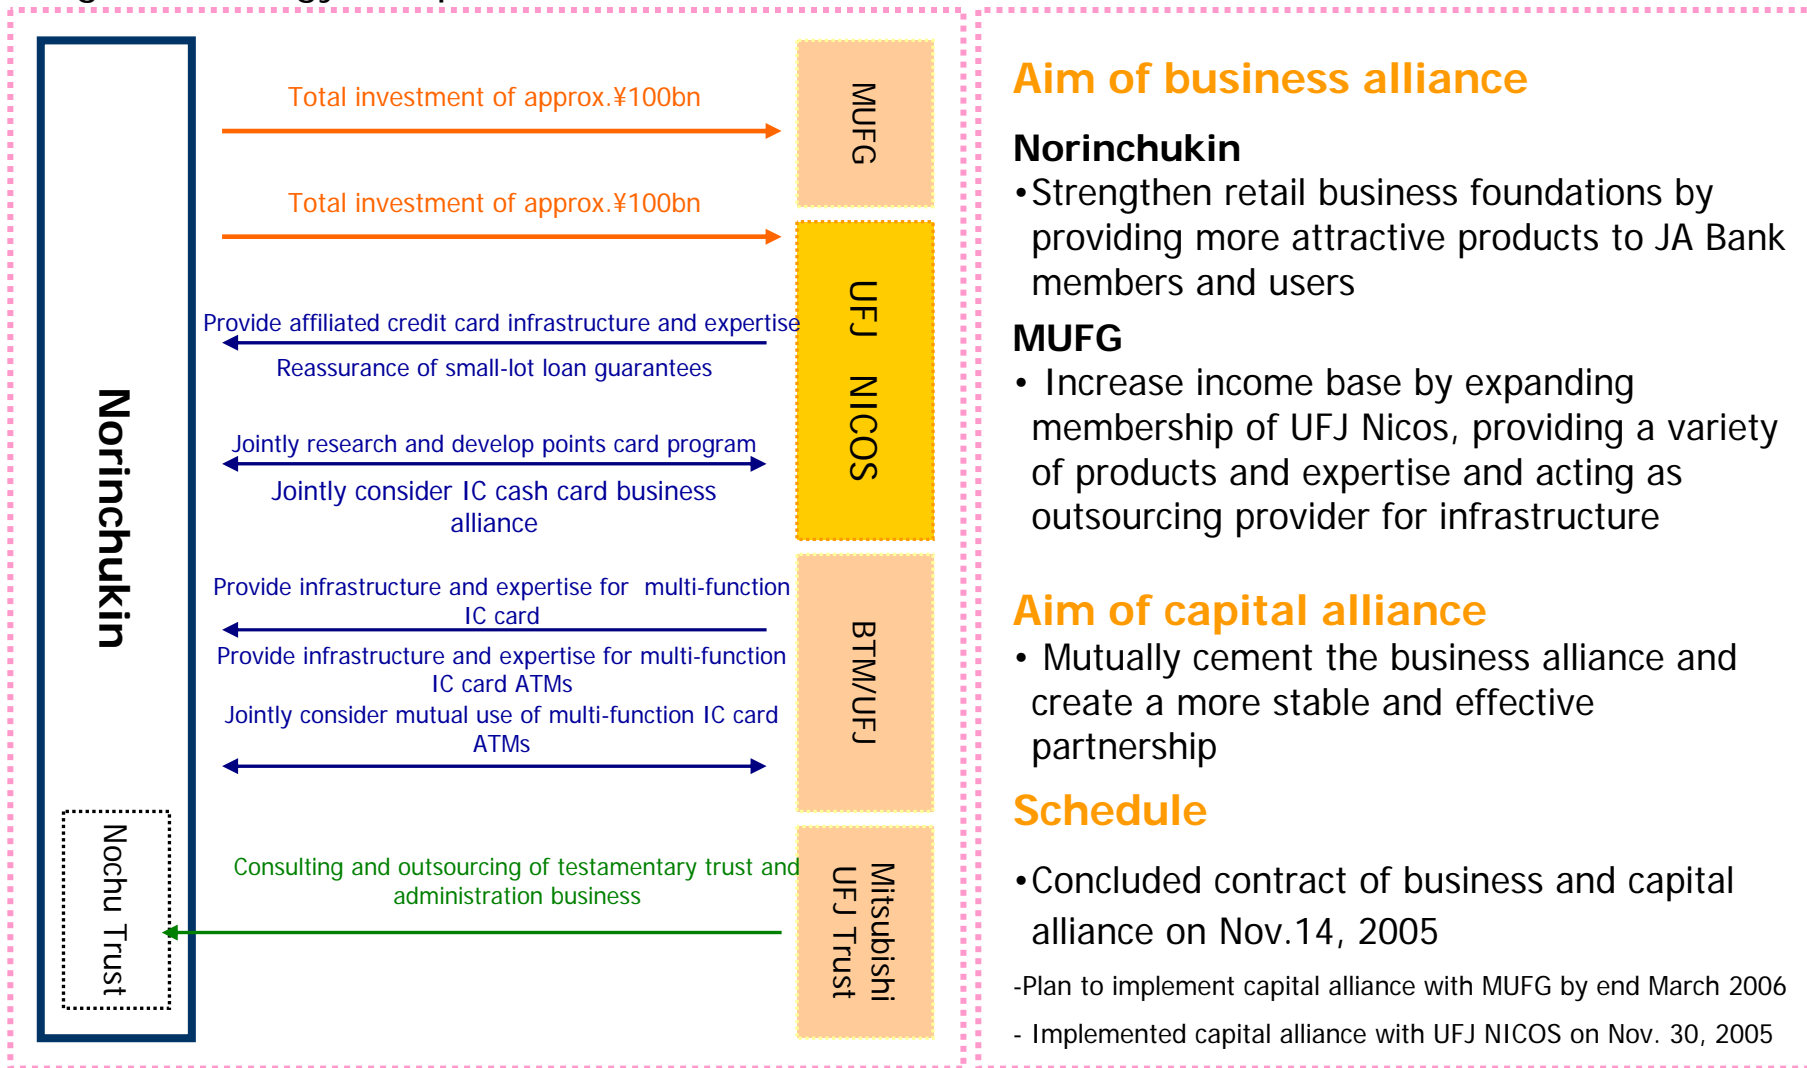 Norinchukin
Nochu Trust
Total investment of approx.¥100bn
Total investment of approx.¥100bn
Provide affiliated credit card infrastructure and expertise
Reassurance of small-lot loan guarantees
Jointly research and develop points card program
Jointly consider IC cash card business
alliance
Provide infrastructure and expertise for multi-function
IC card
Provide infrastructure and expertise for multi-function
IC card ATMs
Jointly consider mutual use of multi-function IC card
ATMs
Consulting and outsourcing of testamentary trust and
administration business
MUFG
UFJ NICOS
BTM/UFJ
Mitsubishi
UFJ Trust
Aim of business alliance
Norinchukin
•Strengthen retail business foundations by
providing more attractive products to JA Bank
members and users
MUFG
• Increase income base by expanding
membership of UFJ Nicos, providing a variety
of products and expertise and acting as
outsourcing provider for infrastructure
Aim of capital alliance
• Mutually cement the business alliance and
create a more stable and effective
partnership
Schedule
•Concluded contract of business and capital
alliance on Nov.14, 2005
-Plan to implement capital alliance with MUFG by end March 2006
- Implemented capital alliance with UFJ NICOS on Nov. 30, 2005